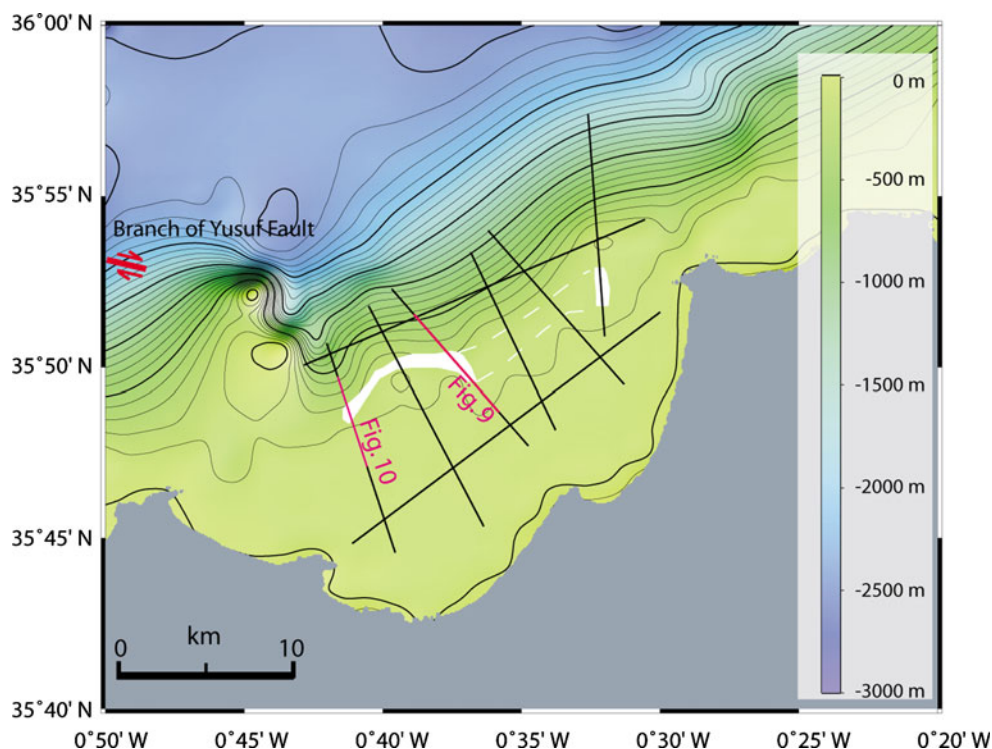 36°00' N
35°55' N
35°50' N
35°45' N
35°40' N
0°50' W
0°45' W
0°40' W
0°35' W
0°30' W
0°25' W
0°20' W
Branch of Yusuf Fault
Fig. 9
Fig. 10
km
0
10
0 m
-500 m
-1000 m
-1500 m
-2000 m
-2500 m
-3000 m